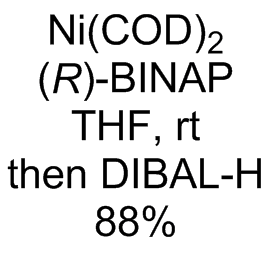 Ni(COD)₂
(R)-BINAP
THF, rt
then DIBAL-H
88%